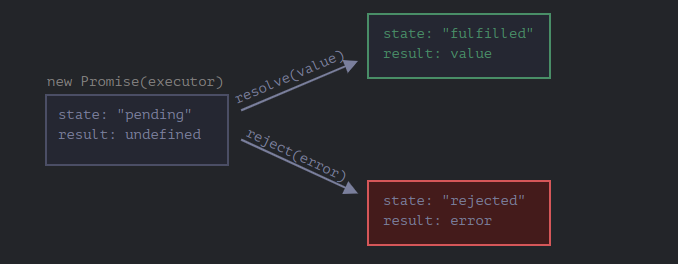 new Promise(executor)
state: "pending"
result: undefined
resolve(value)
reject(error)
state: "fulfilled"
result: value
state: "rejected"
result: error